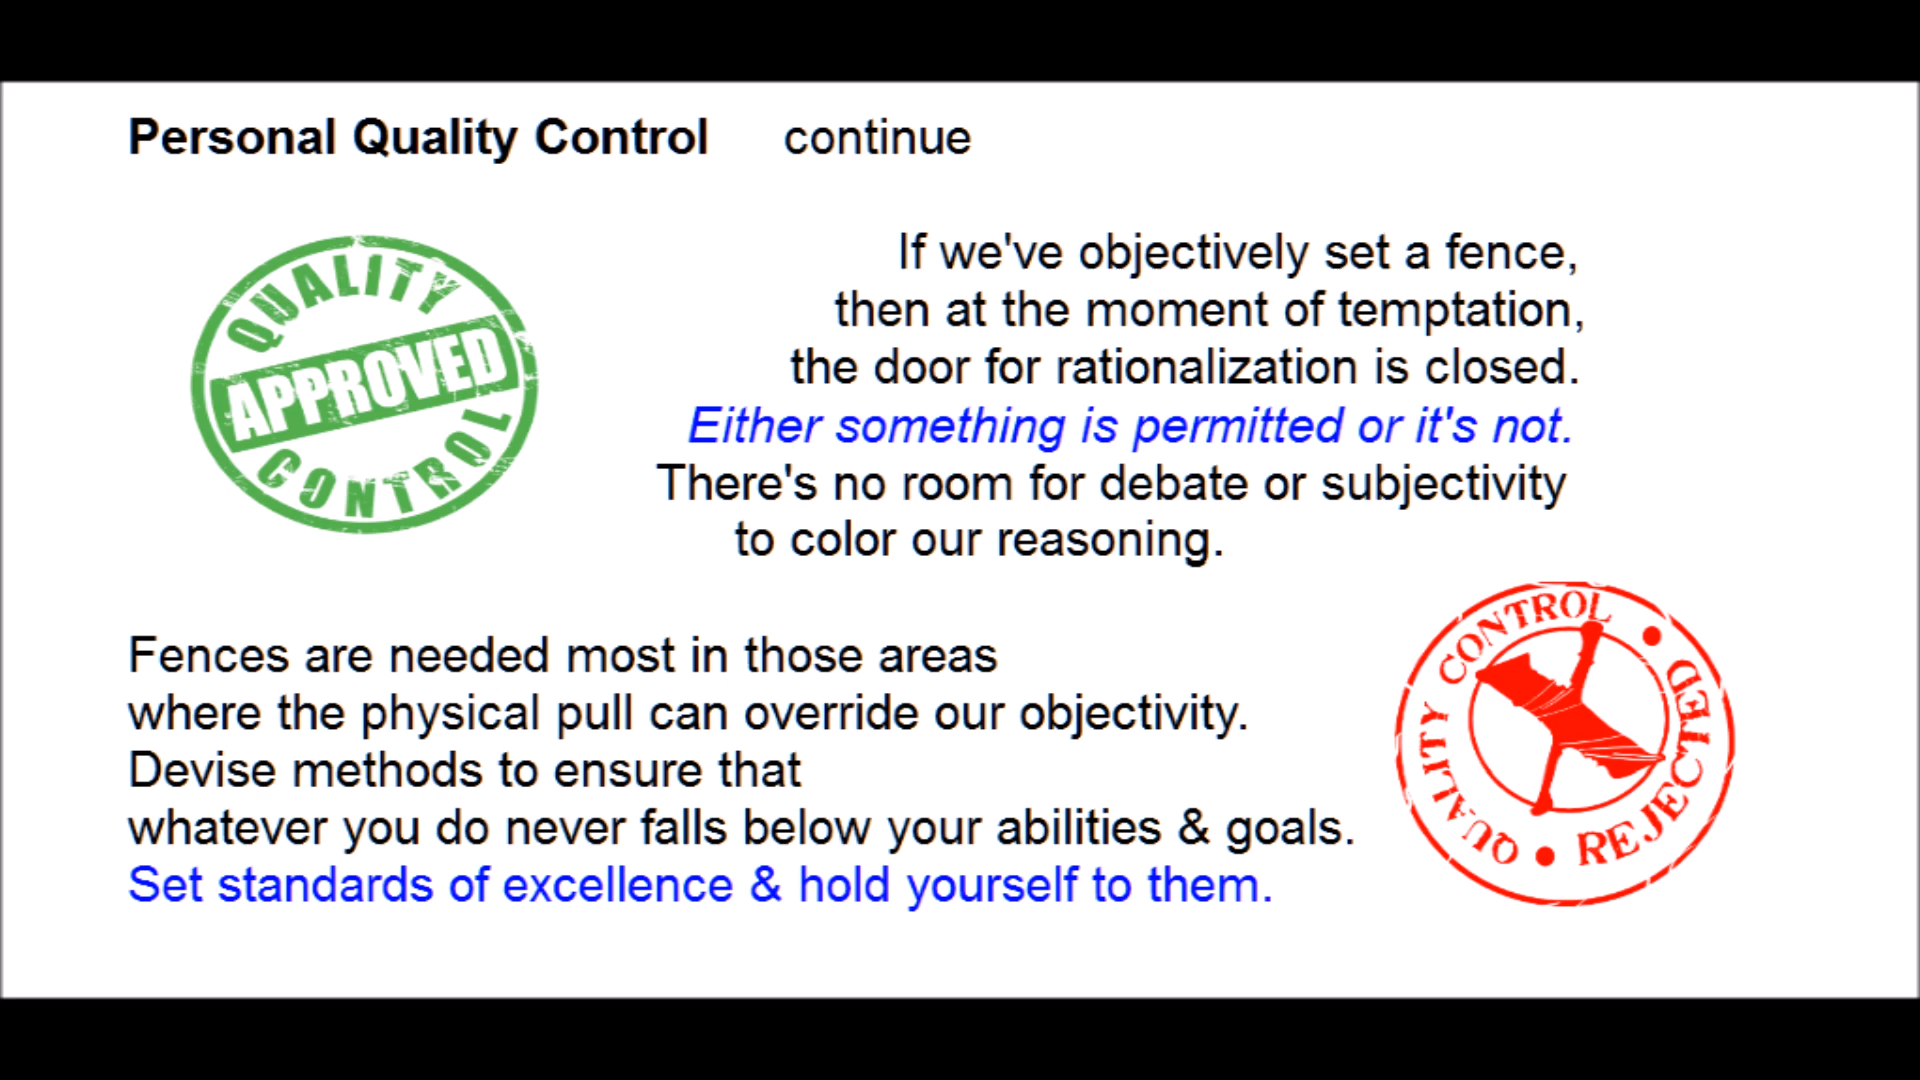 Personal Quality Control continue
QUALITY
APPROVED
CONTROL
If we've objectively set a fence,
then at the moment of temptation,
the door for rationalization is closed.
Either something is permitted or it's not.
There's no room for debate or subjectivity
to color our reasoning.
Fences are needed most in those areas
where the physical pull can override our objectivity.
Devise methods to ensure that
whatever you do never falls below your abilities & goals.
Set standards of excellence & hold yourself to them.
QUALITY CONTROL • REJECTED •